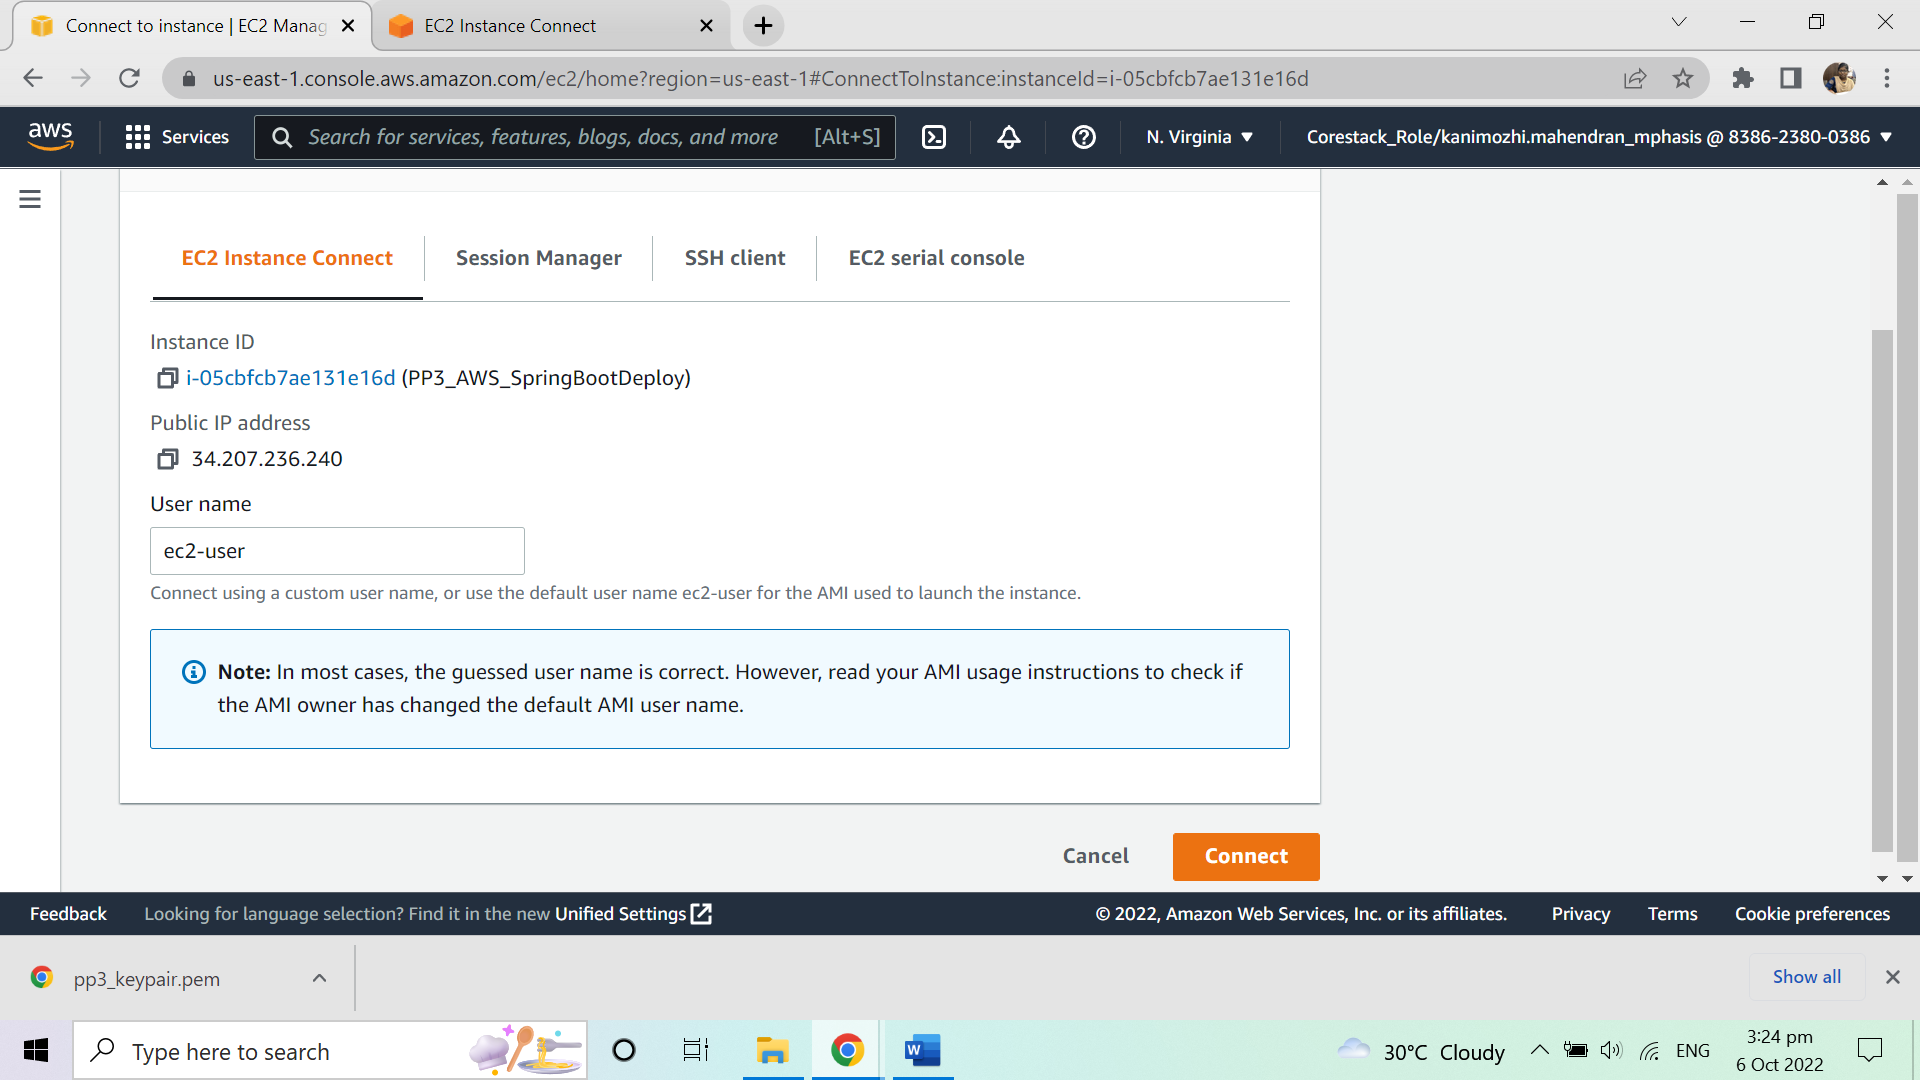 Connect to instance | EC2 Manag
EC2 Instance Connect
us-east-1.console.aws.amazon.com/ec2/home?region=us-east-1#ConnectToInstance:instanceId=i-05cbfcb7ae131e16d
aws
Services
Search for services, features, blogs, docs, and more [Alt+S]
N. Virginia
Corestack_Role/kanimozhi.mahendran_mphasis @ 8386-2380-0386
EC2 Instance Connect
Session Manager
SSH client
EC2 serial console
Instance ID
i-05cbfcb7ae131e16d (PP3_AWS_SpringBootDeploy)
Public IP address
34.207.236.240
User name
ec2-user
Connect using a custom user name, or use the default user name ec2-user for the AMI used to launch the instance.
Note: In most cases, the guessed user name is correct. However, read your AMI usage instructions to check if
the AMI owner has changed the default AMI user name.
Cancel
Connect
Feedback
Looking for language selection? Find it in the new Unified Settings
© 2022, Amazon Web Services, Inc. or its affiliates.
Privacy
Terms
Cookie preferences
pp3_keypair.pem
Show all
Type here to search
W
30°C Cloudy
ENG
3:24 pm
6 Oct 2022